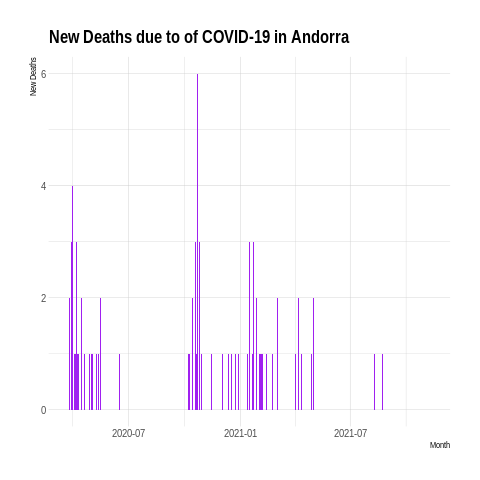 New Deaths due to of COVID-19 in Andorra
New Deaths
6
4
2
0
2020-07
2021-01
2021-07
Month